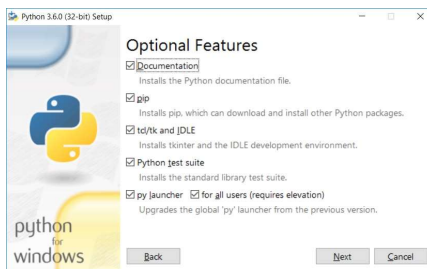 Python 3.6.0 (32-bit) Setup
Optional Features
Documentation
Installs the Python documentation file.
pip
Installs pip, which can download and install other Python packages.
tcl/tk and IDLE
Installs tkinter and the IDLE development environment.
Python test suite
Installs the standard library test suite.
py launcher for all users (requires elevation)
Upgrades the global 'py' launcher from the previous version.
python
for
windows
Back Next Cancel